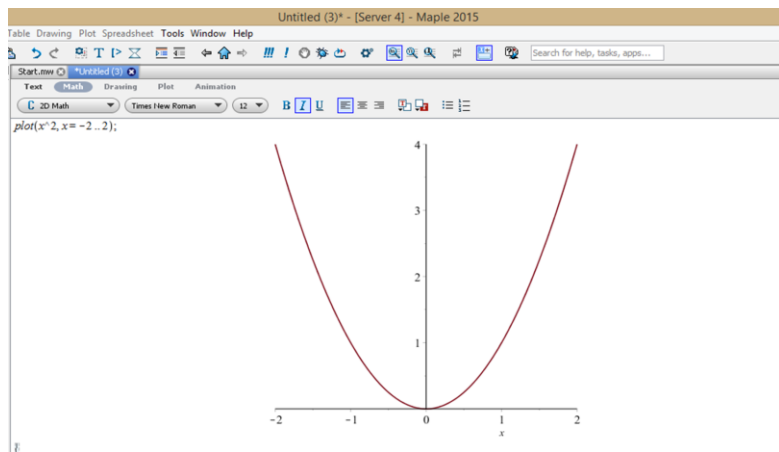 Untitled (3)* - [Server 4] - Maple 2015
Table Drawing Plot Spreadsheet Tools Window Help
Search for help, tasks, apps...
Start.mw *Untitled (3)
Text Math Drawing Plot Animation
C 2D Math Times New Roman 12 B I U
plot(x^2, x = -2 .. 2);
4
3
2
1
-2 -1 0 1 2
x